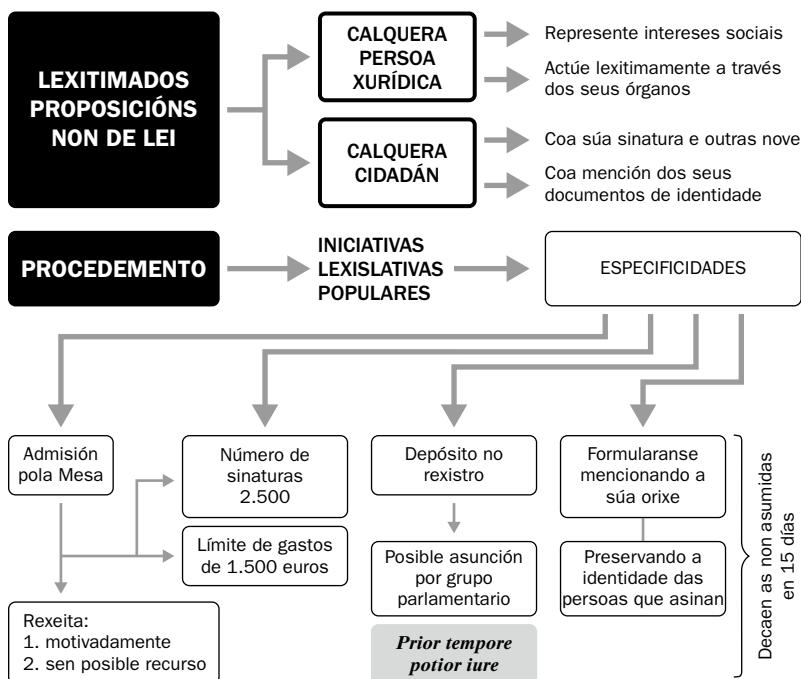 LEXITIMADOS
PROPOSICIÓNS
NON DE LEI
CALQUERA
PERSOA
XURÍDICA
Represente intereses sociais
Actúe lexitimamente a través
dos seus órganos
CALQUERA
CIDADÁN
Coa súa sinatura e outras nove
Coa mención dos seus
documentos de identidade
PROCEDEMENTO
INICIATIVAS
LEXISLATIVAS
POPULARES
ESPECIFICIDADES
Admisión
pola Mesa
Número de
sinaturas
2.500
Límite de gastos
de 1.500 euros
Rexeita:
1. motivadamente
2. sen posible recurso
Depósito no
rexistro
Posible asunción
por grupo
parlamentario
Prior tempore
potior iure
Formularanse
mencionando a
súa orixe
Preservando a
identidade das
persoas que asinan
Decaen as non asumidas
en 15 días